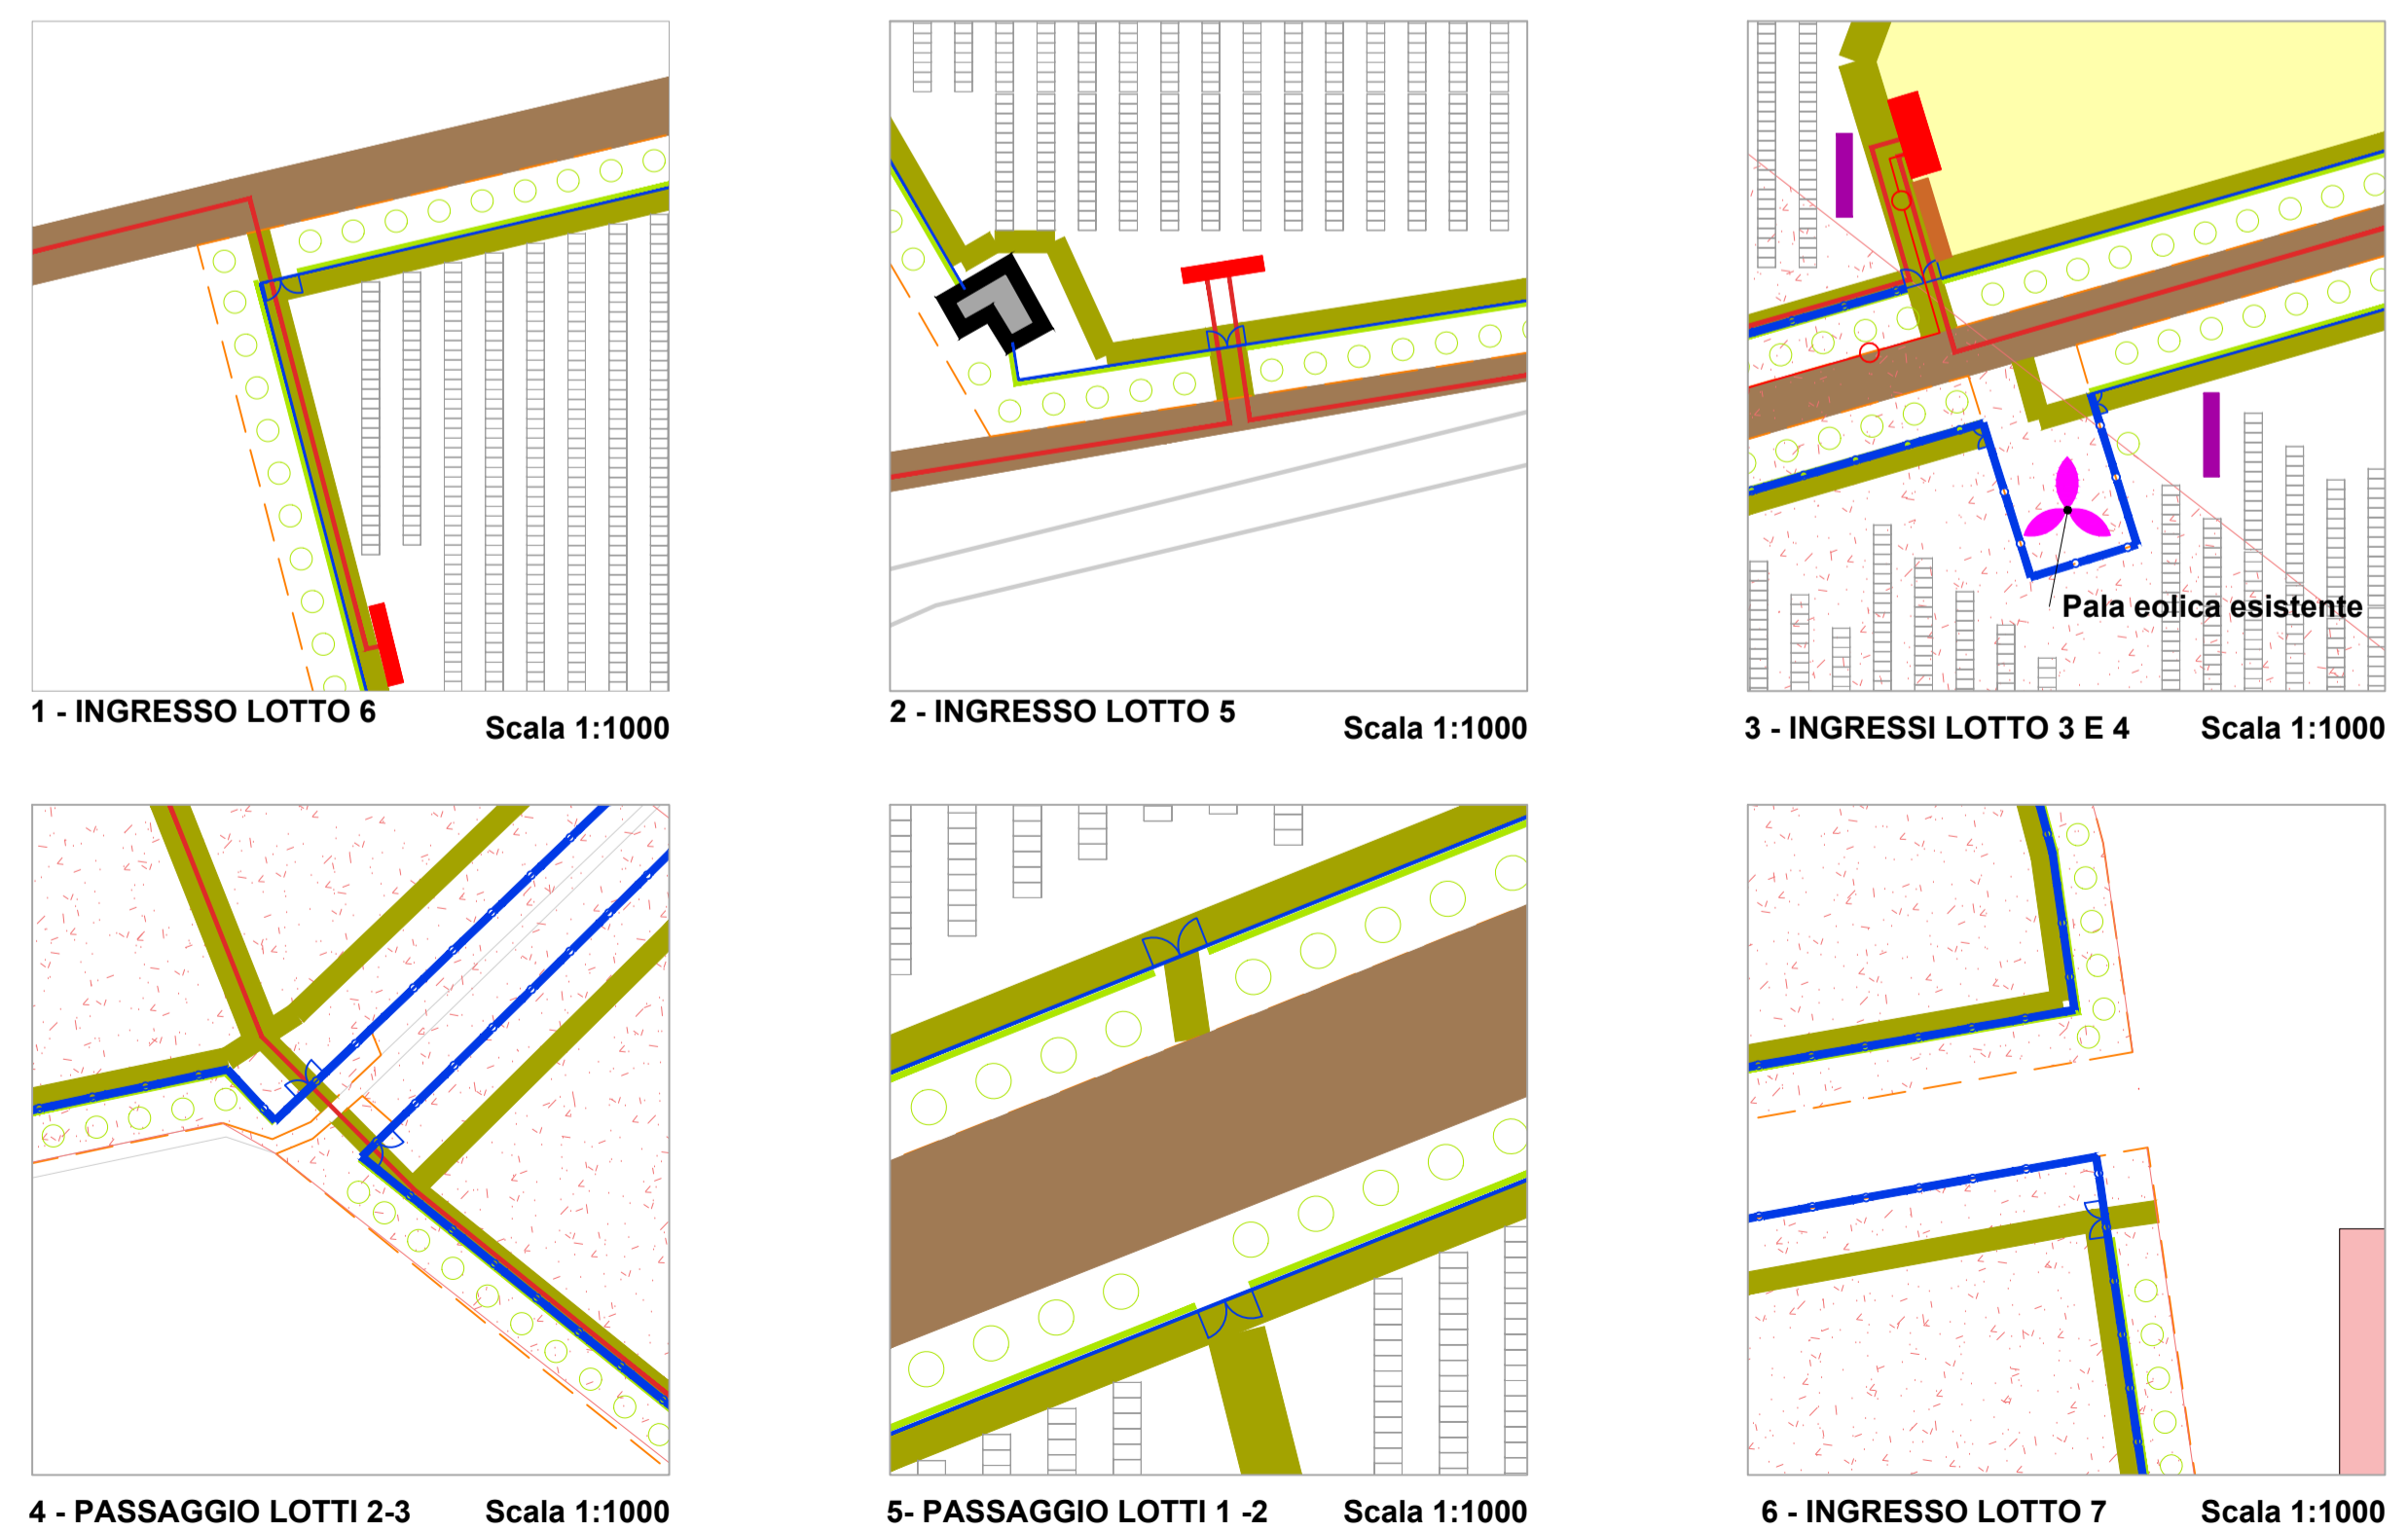 Pala eolica esistente
1 - INGRESSO LOTTO 6
Scala 1:1000
2 - INGRESSO LOTTO 5
Scala 1:1000
3 - INGRESSI LOTTO 3 E 4
Scala 1:1000
4 - PASSAGGIO LOTTI 2-3
Scala 1:1000
5- PASSAGGIO LOTTI 1 -2
Scala 1:1000
6 - INGRESSO LOTTO 7
Scala 1:1000